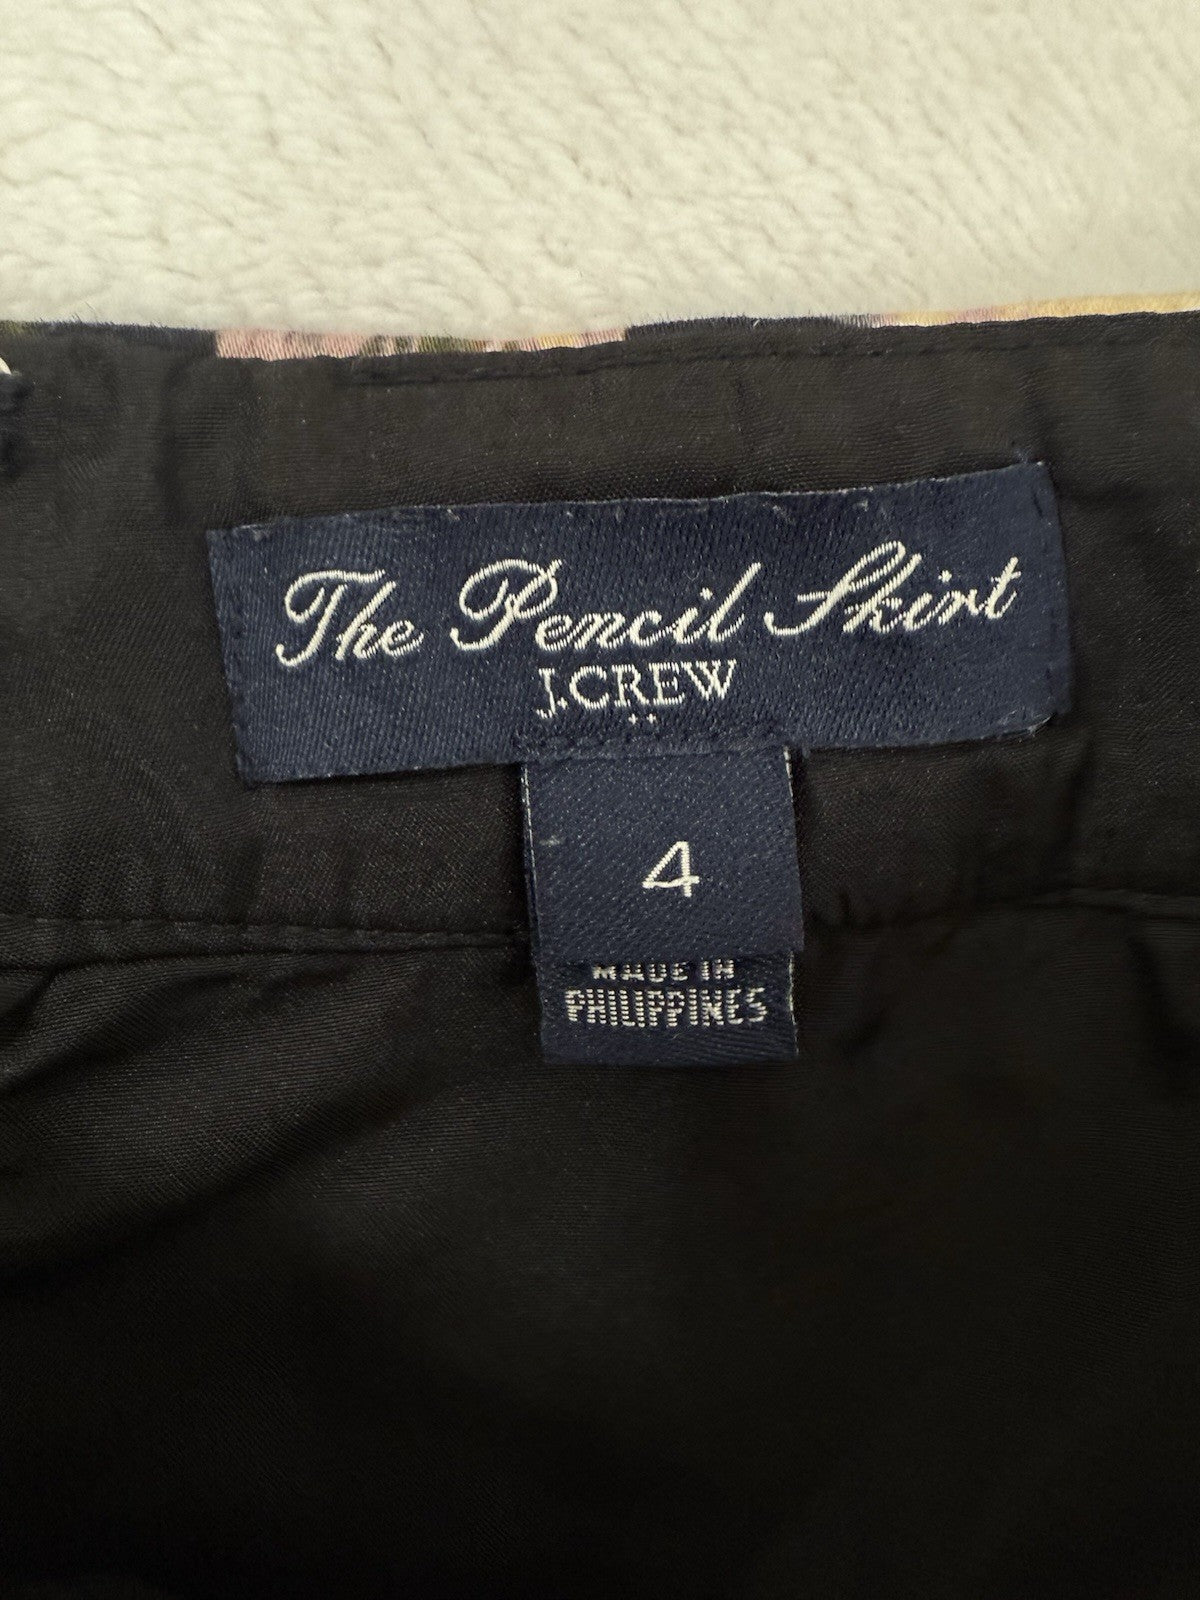 The Pencil Skirt
J.CREW
4
MADE IN
PHILIPPINES